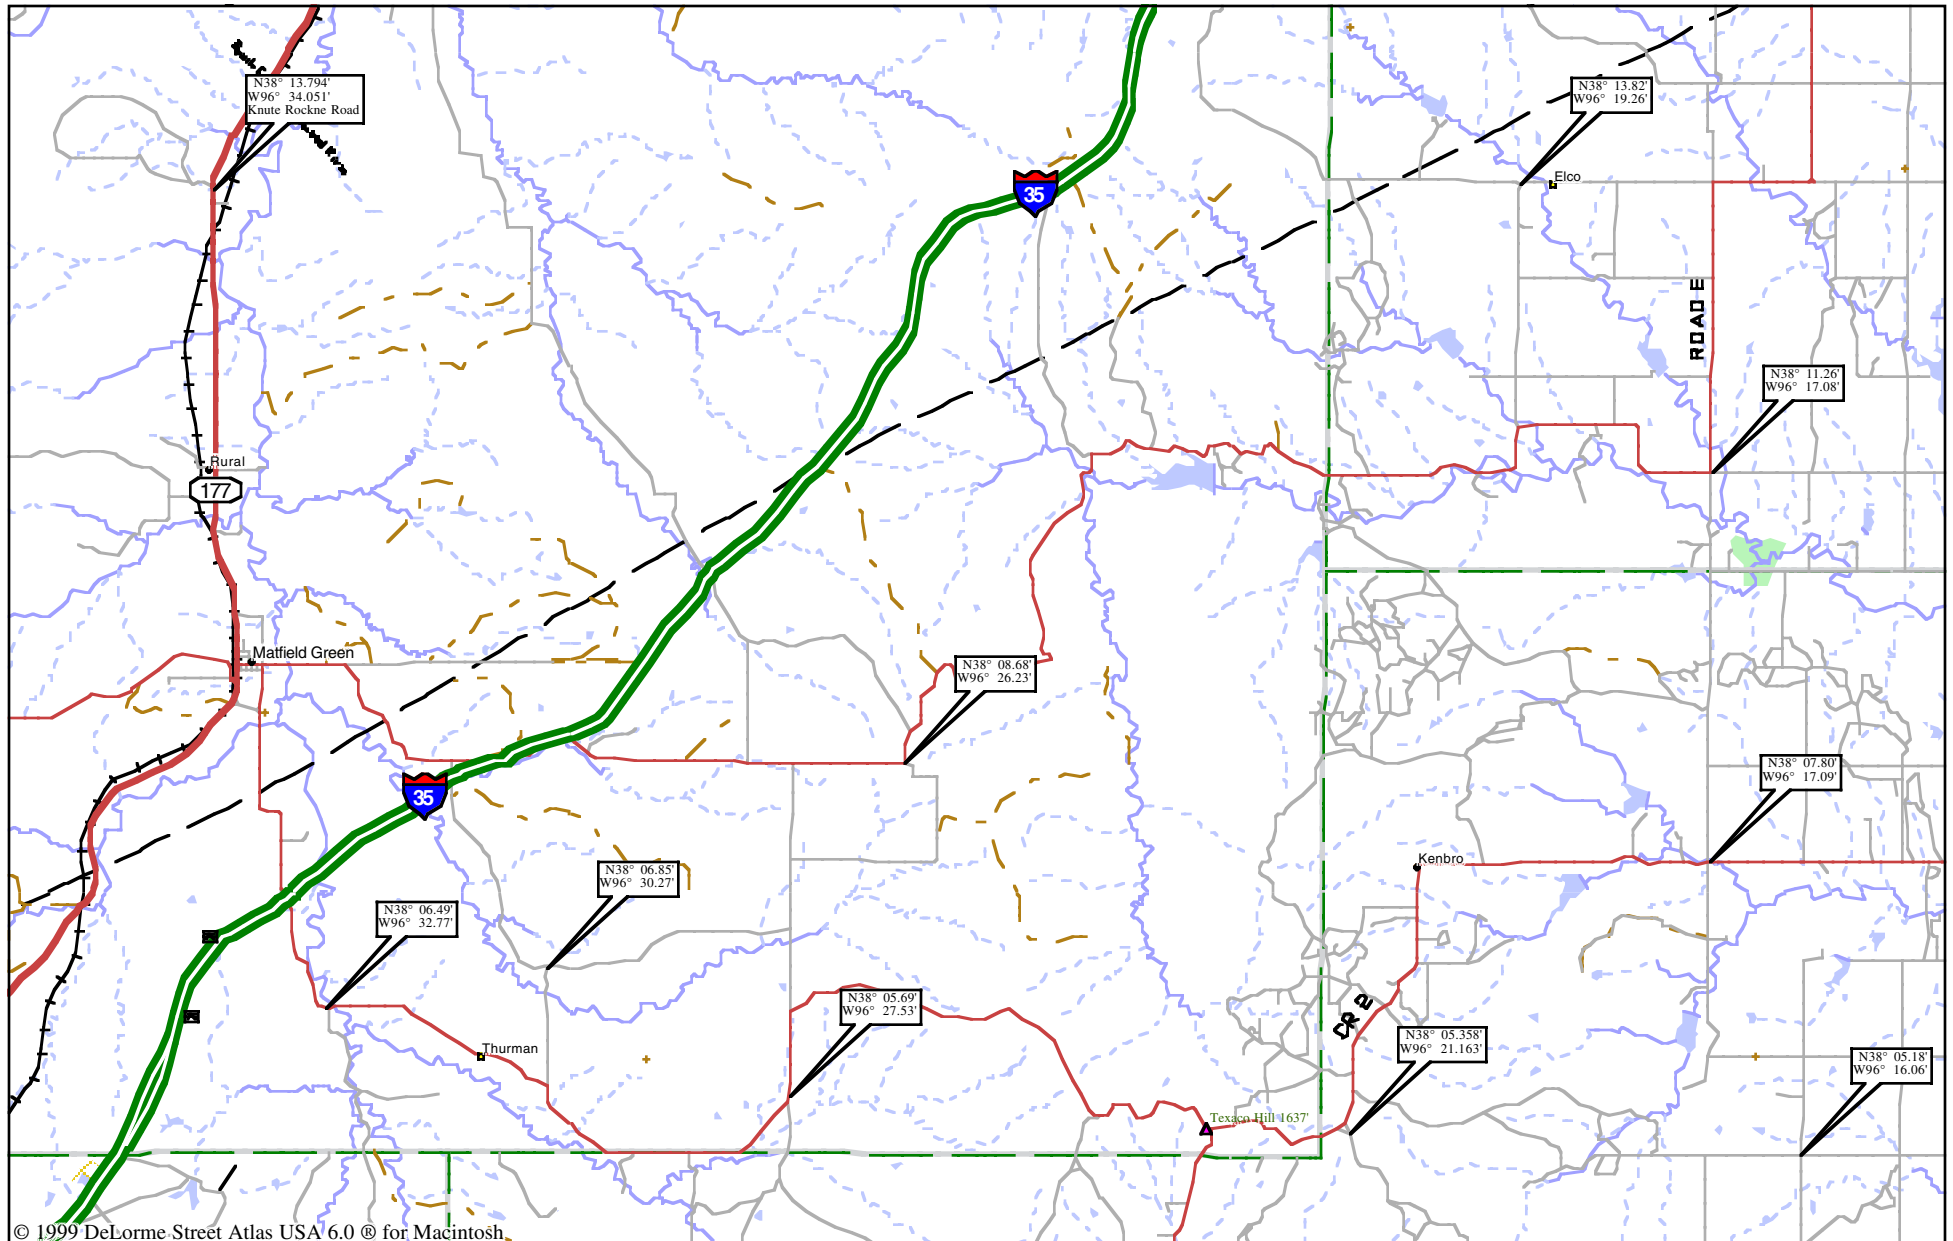 N38° 13.794'
W96° 34.051'
Knute Rockne Road
N38° 13.82'
W96° 19.26'
Elco
35
ROAD E
N38° 11.26'
W96° 17.08'
Rural
177
Matfield Green
N38° 08.68'
W96° 26.23'
35
N38° 07.80'
W96° 17.09'
Kenbro
N38° 06.85'
W96° 30.27'
N38° 06.49'
W96° 32.77'
N38° 05.69'
W96° 27.53'
CR 2
Thurman
N38° 05.358'
W96° 21.163'
N38° 05.18'
W96° 16.06'
Texaco Hill 1637'
© 1999 DeLorme Street Atlas USA 6.0 ® for Macintosh